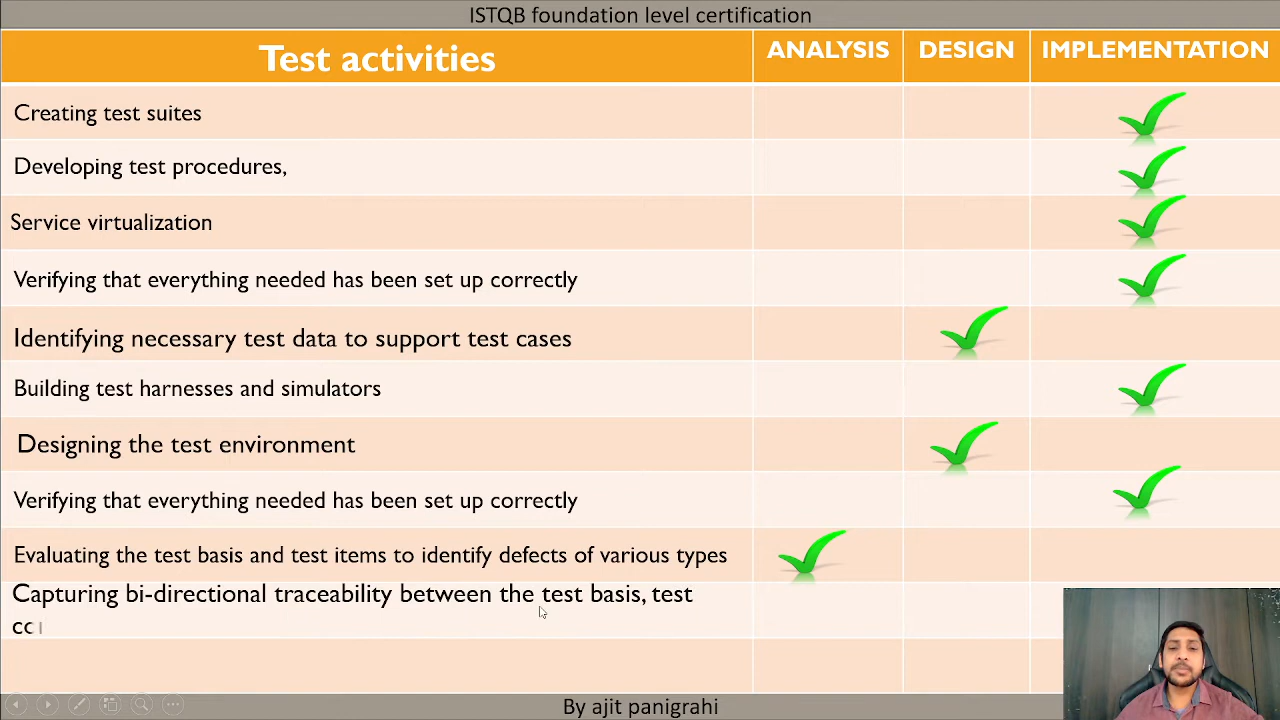 ISTQB foundation level certification
Test activities ANALYSIS DESIGN IMPLEMENTATION
Creating test suites
Developing test procedures,
Service virtualization
Verifying that everything needed has been set up correctly
Identifying necessary test data to support test cases
Building test harnesses and simulators
Designing the test environment
Verifying that everything needed has been set up correctly
Evaluating the test basis and test items to identify defects of various types
Capturing bi-directional traceability between the test basis, test
By ajit panigrahi